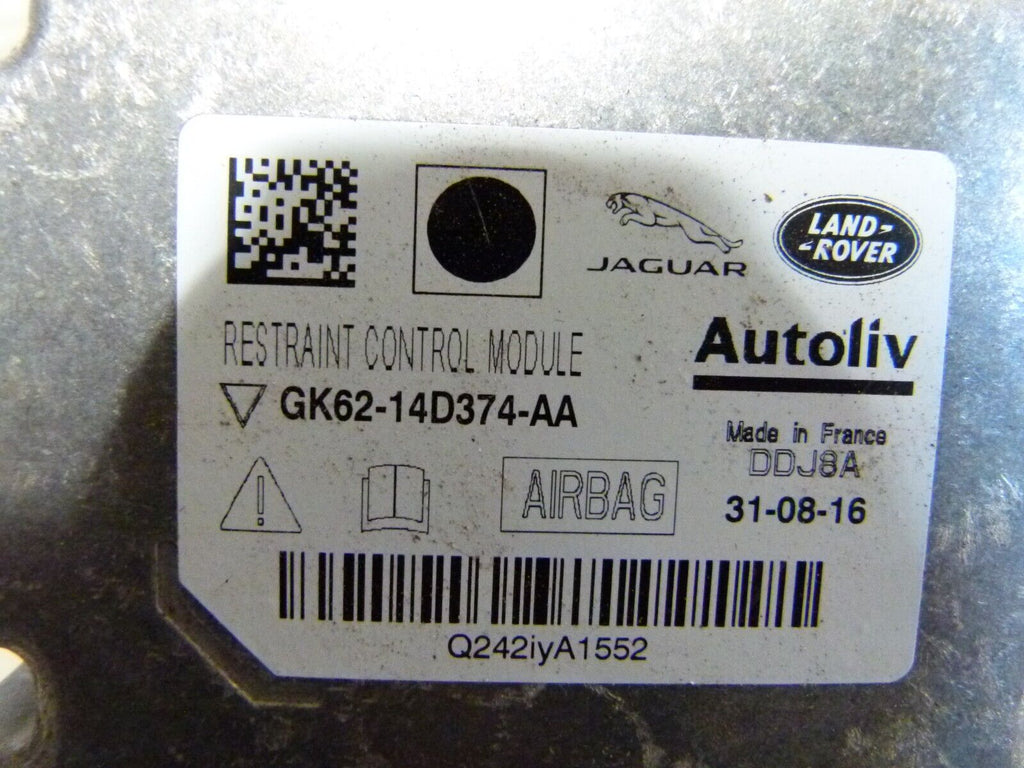 JAGUAR
LAND-
-ROVER
RESTRAINT CONTROL MODULE
Autoliv
GK62-14D374-AA
Made in France
DDJ8A
AIRBAG
31-08-16
Q242iyA1552